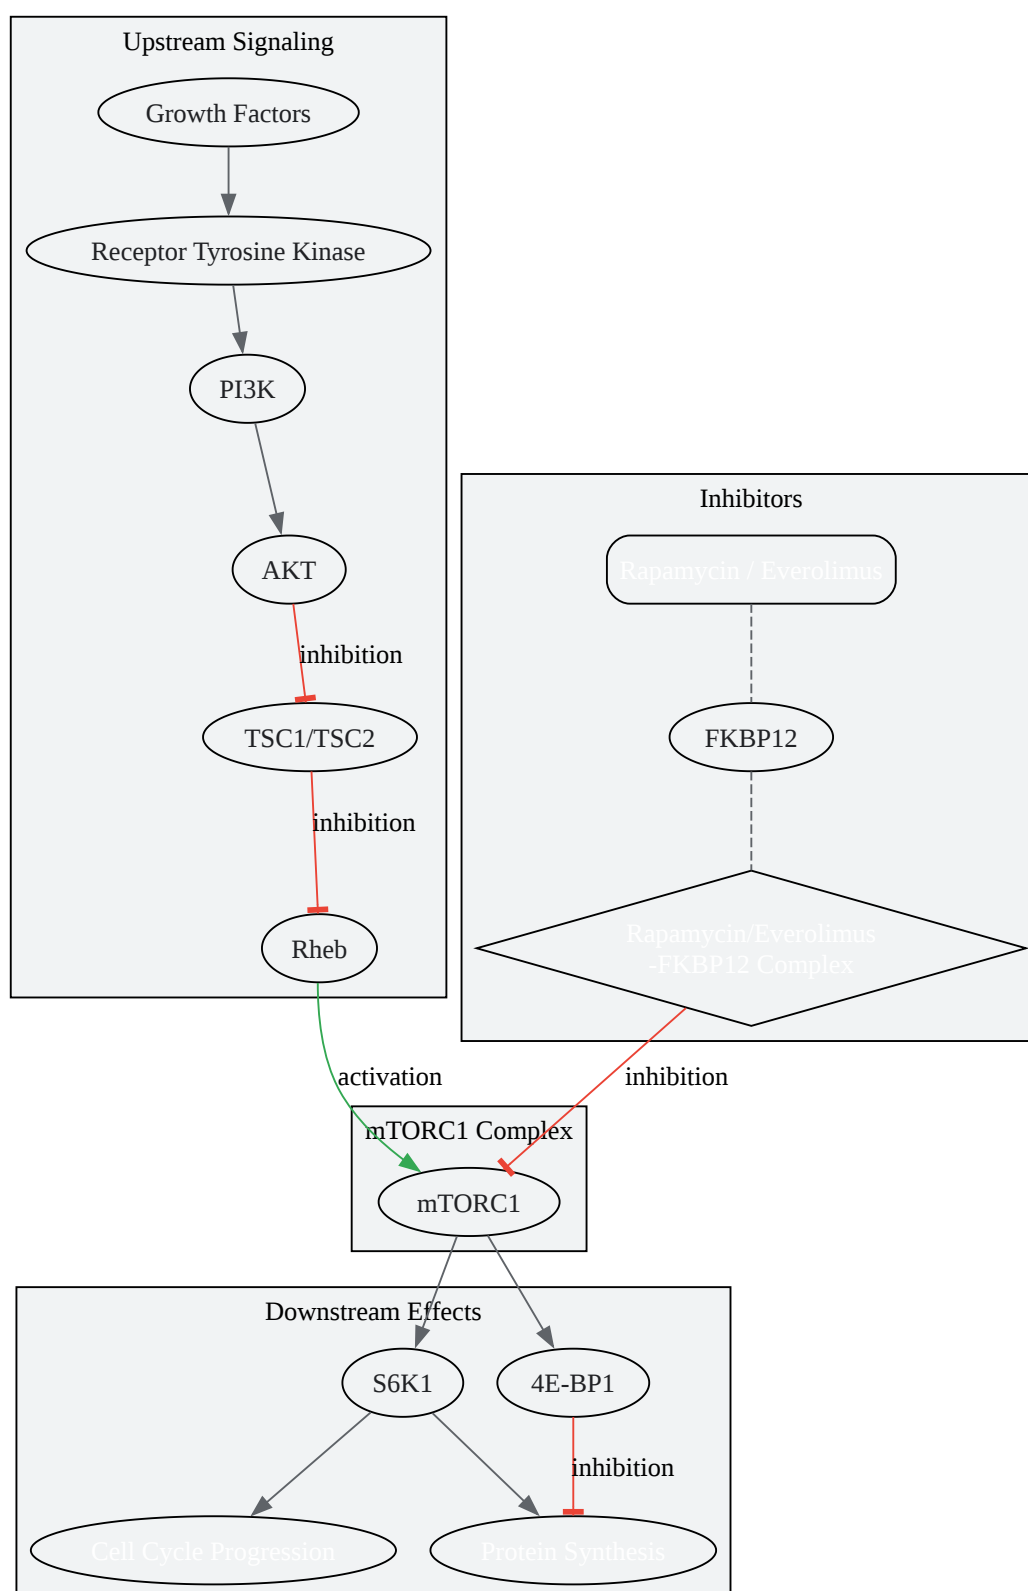 Upstream Signaling
Growth Factors
Receptor Tyrosine Kinase
PI3K
AKT
inhibition
TSC1/TSC2
inhibition
Rheb
Inhibitors
Rapamycin / Everolimus
FKBP12
Rapamycin/Everolimus
-FKBP12 Complex
activation
inhibition
mTORC1 Complex
mTORC1
Downstream Effects
S6K1
4E-BP1
inhibition
Cell Cycle Progression
Protein Synthesis